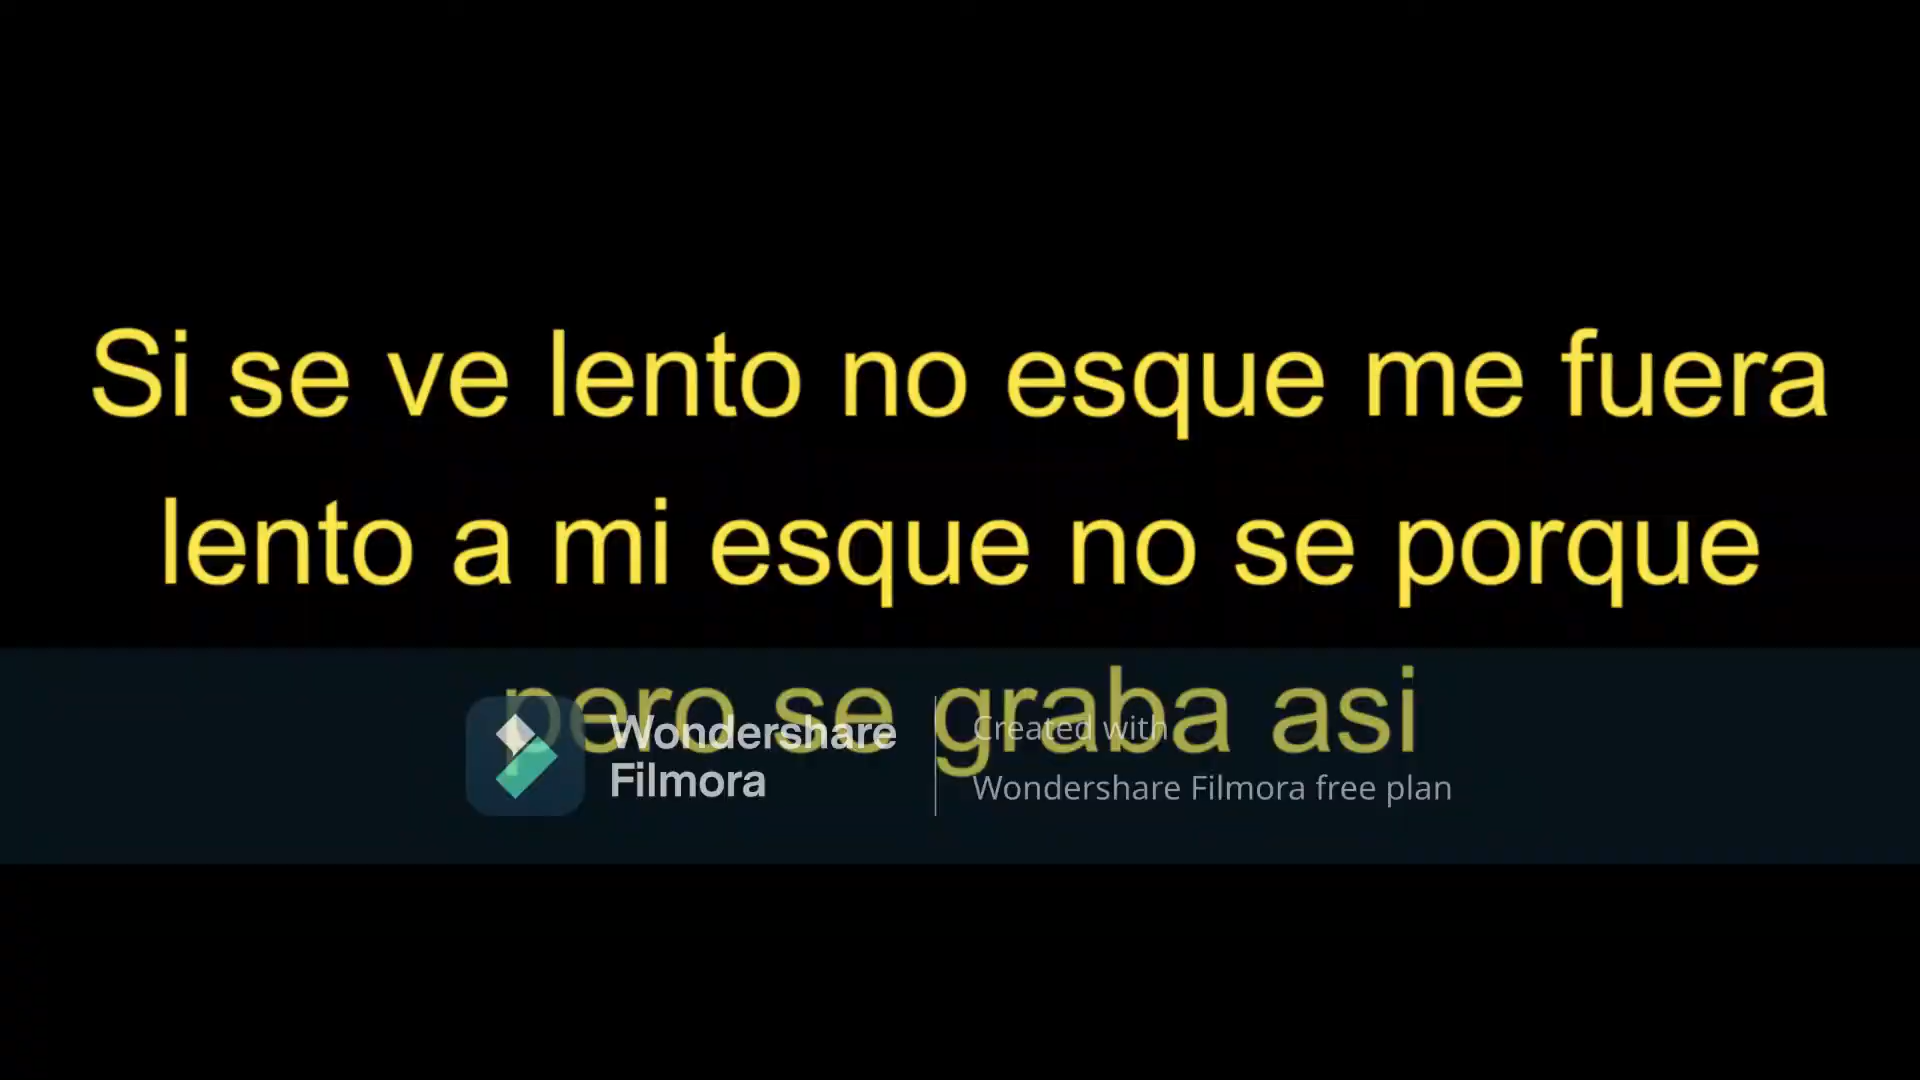 Si se ve lento no esque me fuera
lento a mi esque no se porque
pero se graba asi
Wondershare
Filmora
Created with
Wondershare Filmora free plan